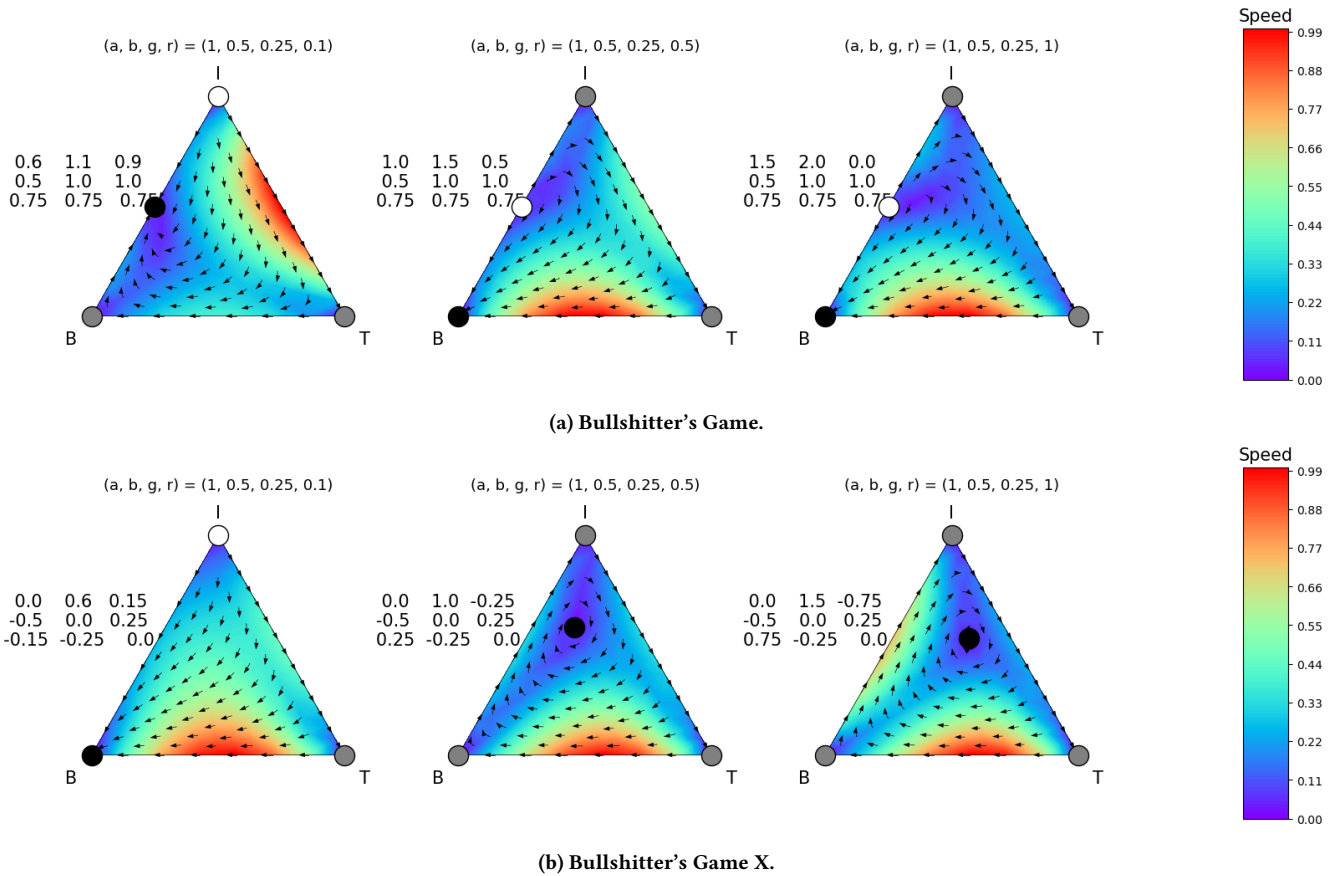 Speed
(a, b, g, r) = (1, 0.5, 0.25, 0.1)
(a, b, g, r) = (1, 0.5, 0.25, 0.5)
(a, b, g, r) = (1, 0.5, 0.25, 1)
I
I
I
0.6 1.1 0.9
0.5 1.0 1.0
0.75 0.75 0.75
1.0 1.5 0.5
0.5 1.0 1.0
0.75 0.75 0.75
1.5 2.0 0.0
0.5 1.0 1.0
0.75 0.75 0.75
B
T
B
T
B
T
0.99
0.88
0.77
0.66
0.55
0.44
0.33
0.22
0.11
0.00
(a) Bullshitter's Game.
Speed
(a, b, g, r) = (1, 0.5, 0.25, 0.1)
(a, b, g, r) = (1, 0.5, 0.25, 0.5)
(a, b, g, r) = (1, 0.5, 0.25, 1)
I
I
I
0.0 0.6 0.15
-0.5 0.0 0.25
-0.15 -0.25 0.0
0.0 1.0 -0.25
-0.5 0.0 0.25
0.25 -0.25 0.0
0.0 1.5 -0.75
-0.5 0.0 0.25
0.75 -0.25 0.0
B
T
B
T
B
T
0.99
0.88
0.77
0.66
0.55
0.44
0.33
0.22
0.11
0.00
(b) Bullshitter's Game X.